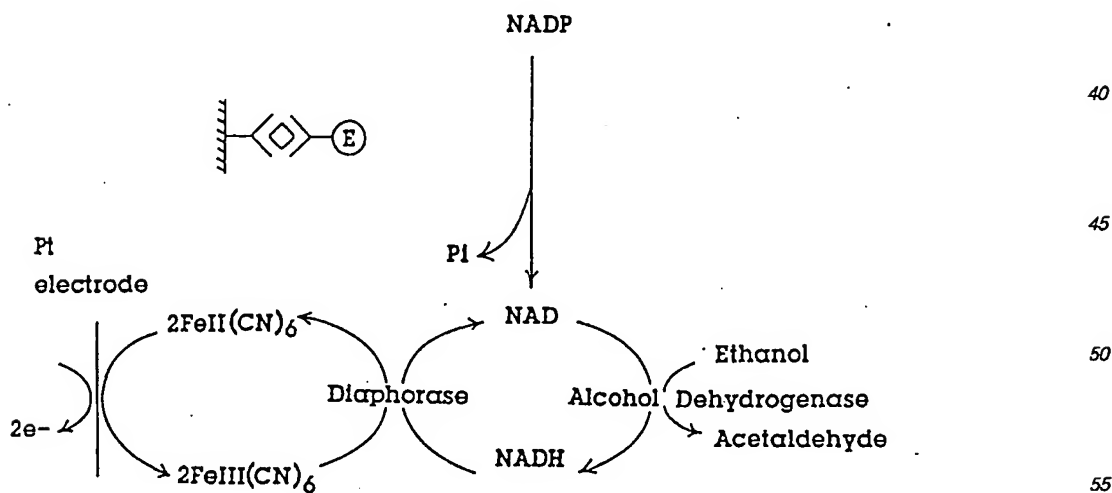 NADP
40
E
45
Pt
Pi
electrode
2FeII(CN)6
NAD
Ethanol
50
Diaphorase
Alcohol Dehydrogenase
2e-
Acetaldehyde
NADH
2FeIII(CN)6
55